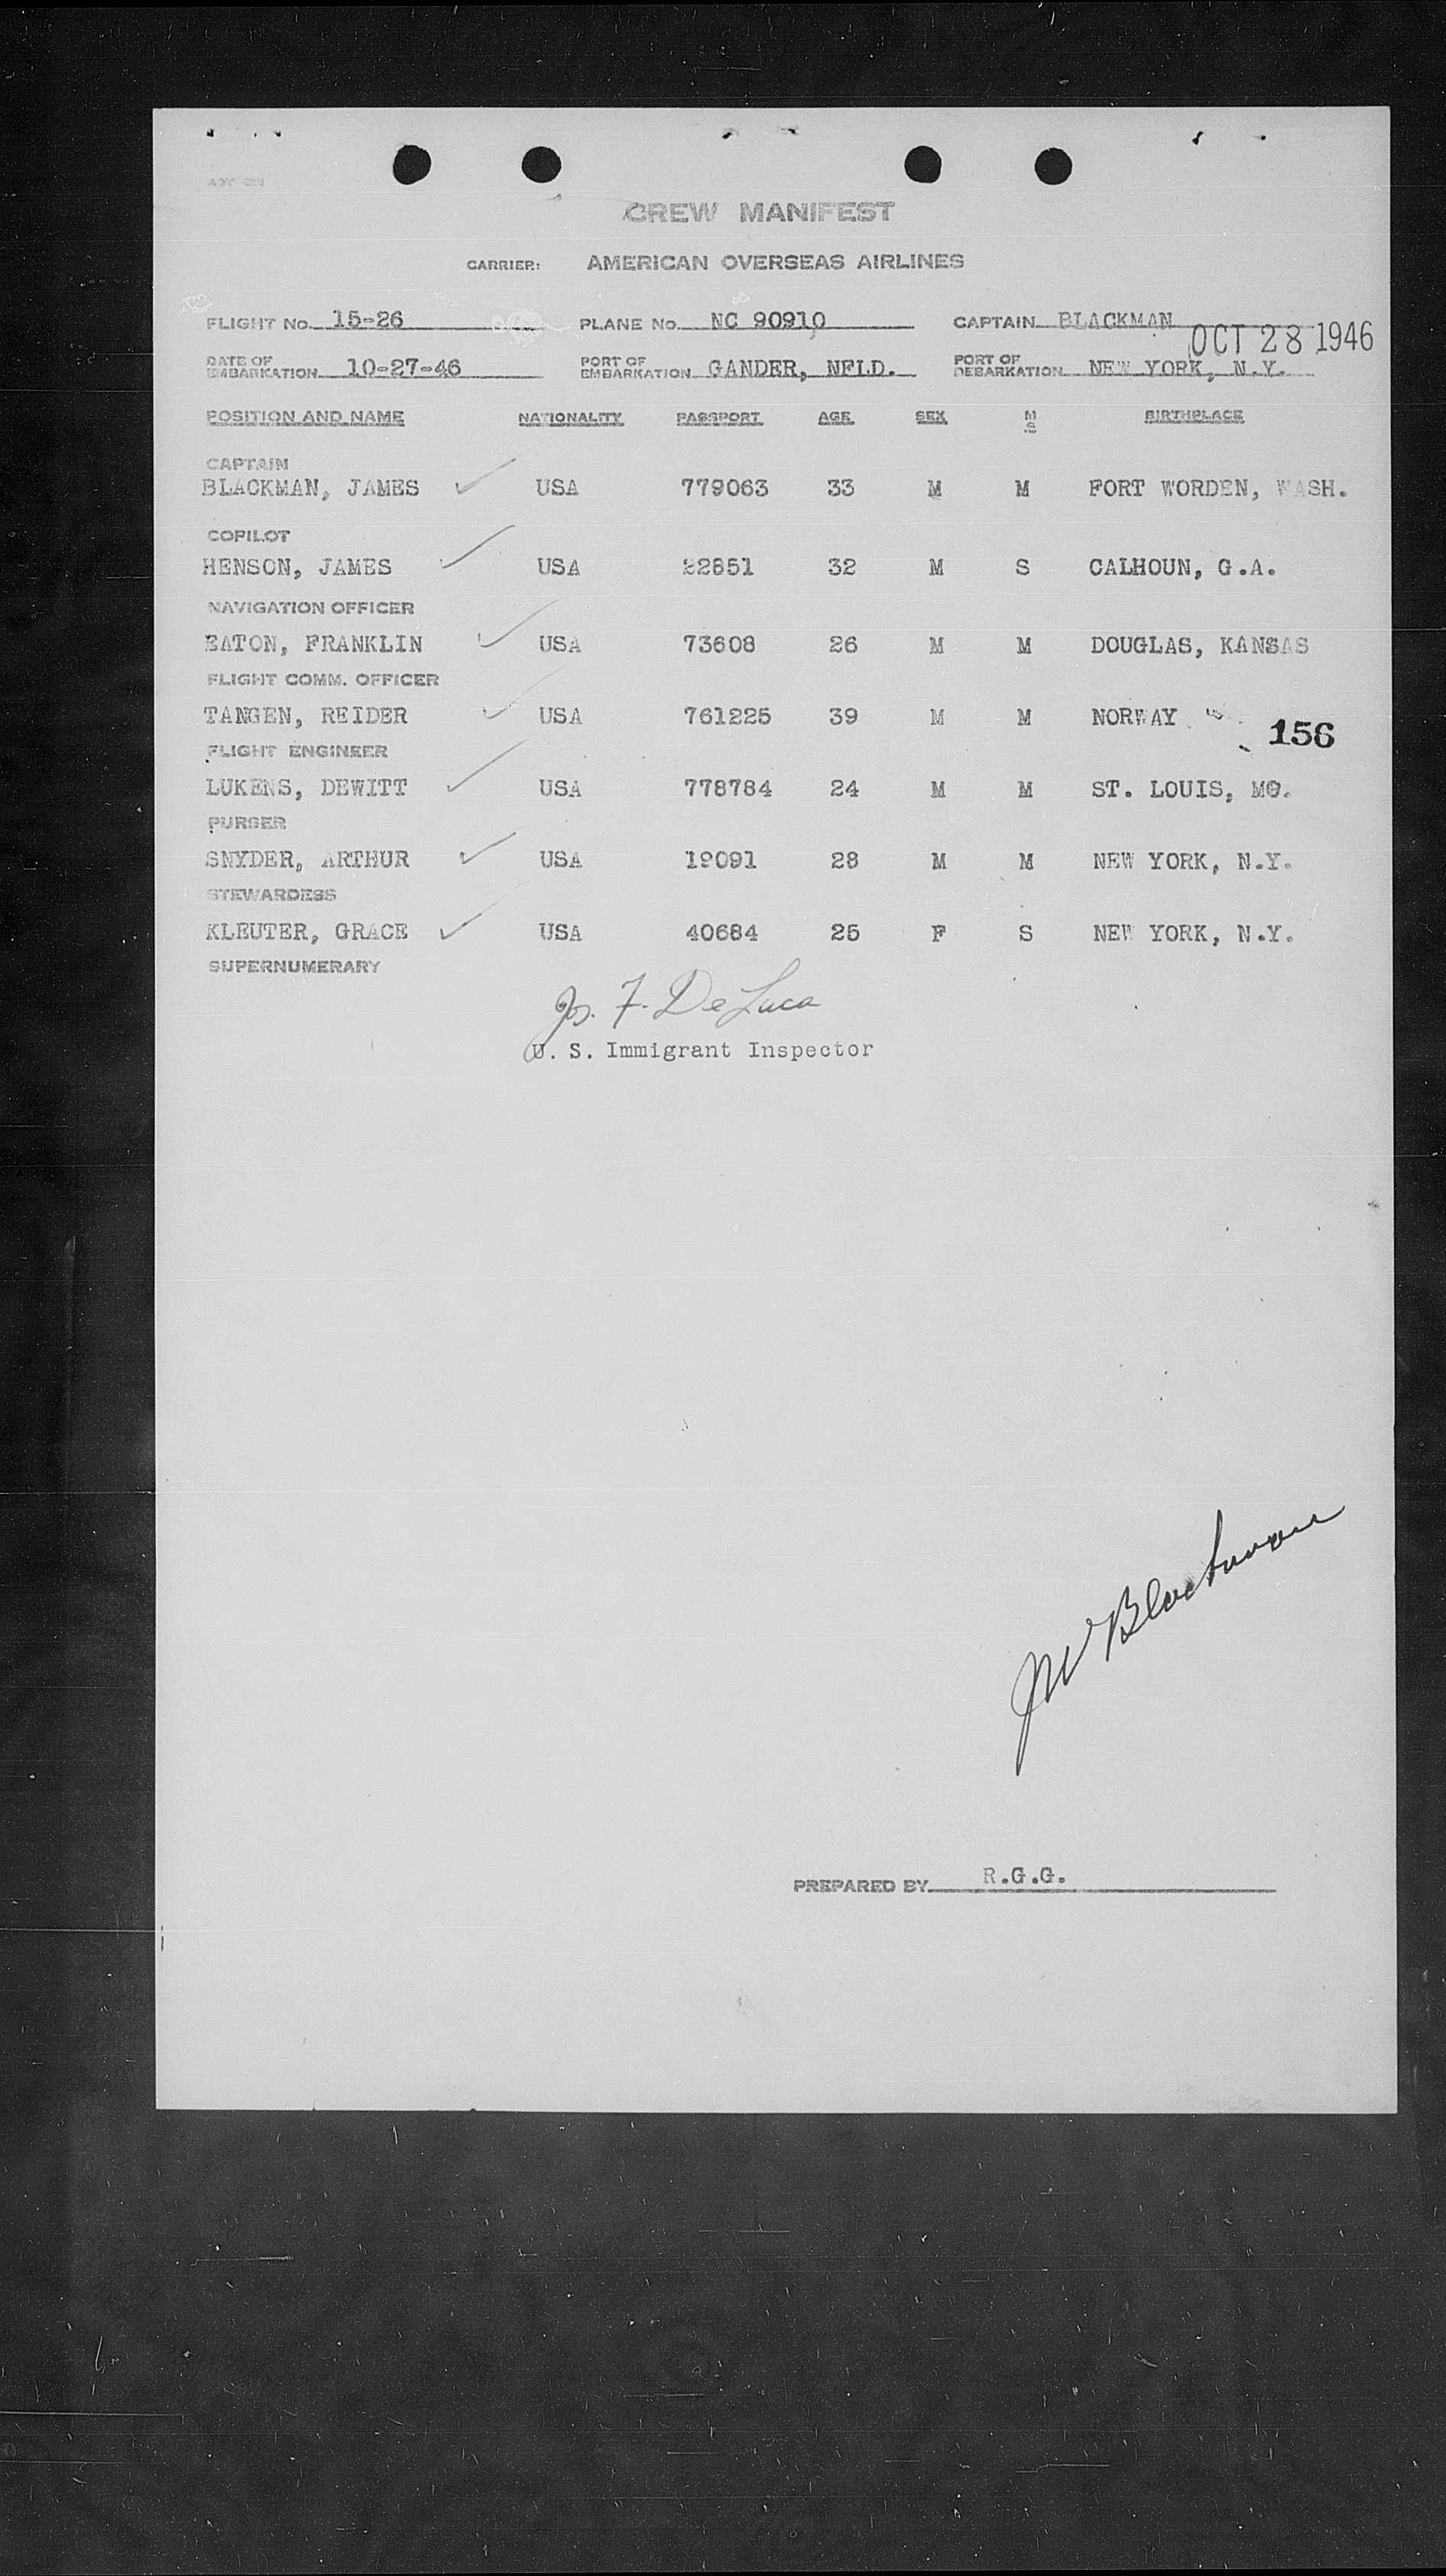 CREW MANIFEST
CARRIER: AMERICAN OVERSEAS AIRLINES
FLIGHT No. 15-26 PLANE No. NC 90910 CAPTAIN BLACKMAN
OCT 28 1946
DATE OF EMBARKATION 10-27-46 PORT OF EMBARKATION GANDER, NFLD. PORT OF DEBARKATION NEW YORK, N.Y.
POSITION AND NAME NATIONALITY PASSPORT AGE SEX M S BIRTHPLACE
CAPTAIN
BLACKMAN, JAMES USA 779063 33 M M FORT WORDEN, WASH.
COPILOT
HENSON, JAMES USA 22851 32 M S CALHOUN, G.A.
NAVIGATION OFFICER
EATON, FRANKLIN USA 73608 26 M M DOUGLAS, KANSAS
FLIGHT COMM. OFFICER
TANGEN, REIDER USA 761225 39 M M NORWAY
156
FLIGHT ENGINEER
LUKENS, DEWITT USA 778784 24 M M ST. LOUIS, MO.
PURSER
SNYDER, ARTHUR USA 19091 28 M M NEW YORK, N.Y.
STEWARDESS
KLEUTER, GRACE USA 40684 25 F S NEW YORK, N.Y.
SUPERNUMERARY
Jos. F. De Luca
U. S. Immigrant Inspector
JW Blackman
PREPARED BY R.G.G.